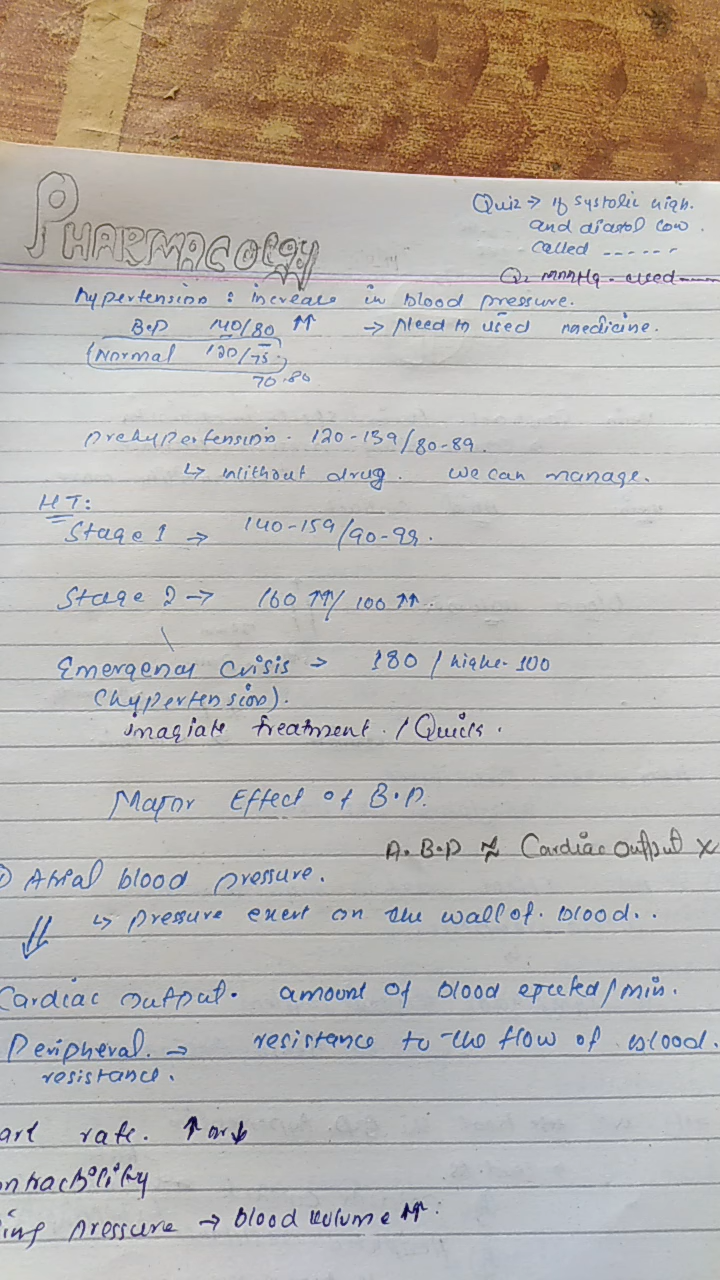 PHARMACOLOGY
Quiz → if systolic high.
and diastol low.
called ------
Q2 mmHg. used ----
hypertension : increase in blood pressure.
B.P 140/80 ↑↑ → Need to used medicine.
(Normal 120/75.
70-80
prehypertension. 120-139/80-89.
↳ without drug. we can manage.
HT:
Stage 1 → 140-159/90-99.
Stage 2 → 160 ↑↑/ 100 ↑↑.
Emergency crisis → 180 / highe- 100
(hypertension).
treatment. / Quick.
Major Effect of B.P.
A. B.P ≈ Cardiac output ×
blood pressure.
↳ pressure exert on the wall of. blood..
Cardiac output. amount of blood / min.
Peripheral. → resistance to the flow of blood.
resistance.
art rate. ↑ or ↓
ntractility
ing pressure → blood volume ↑↑: